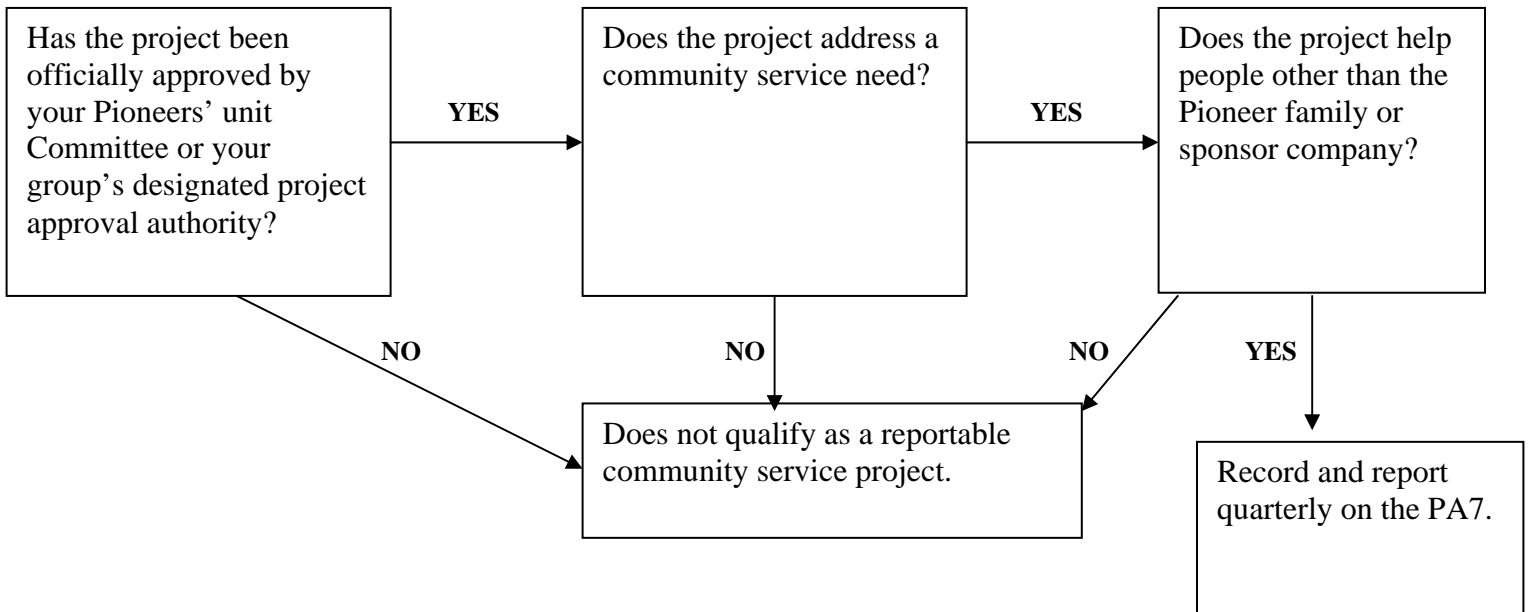 Has the project been
officially approved by
your Pioneers’ unit
Committee or your
group’s designated project
approval authority?
YES
Does the project address a
community service need?
YES
Does the project help
people other than the
Pioneer family or
sponsor company?
NO
NO
NO
YES
Does not qualify as a reportable
community service project.
Record and report
quarterly on the PA7.